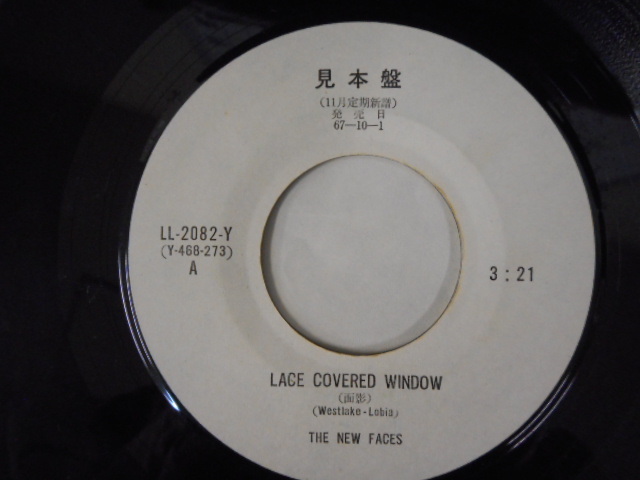 見本盤
(11月定期新譜)
発売日
67-10-1
LL-2082-Y
(Y-468-273)
A
3:21
LACE COVERED WINDOW
(面影)
(Westlake-Lobia)
THE NEW FACES